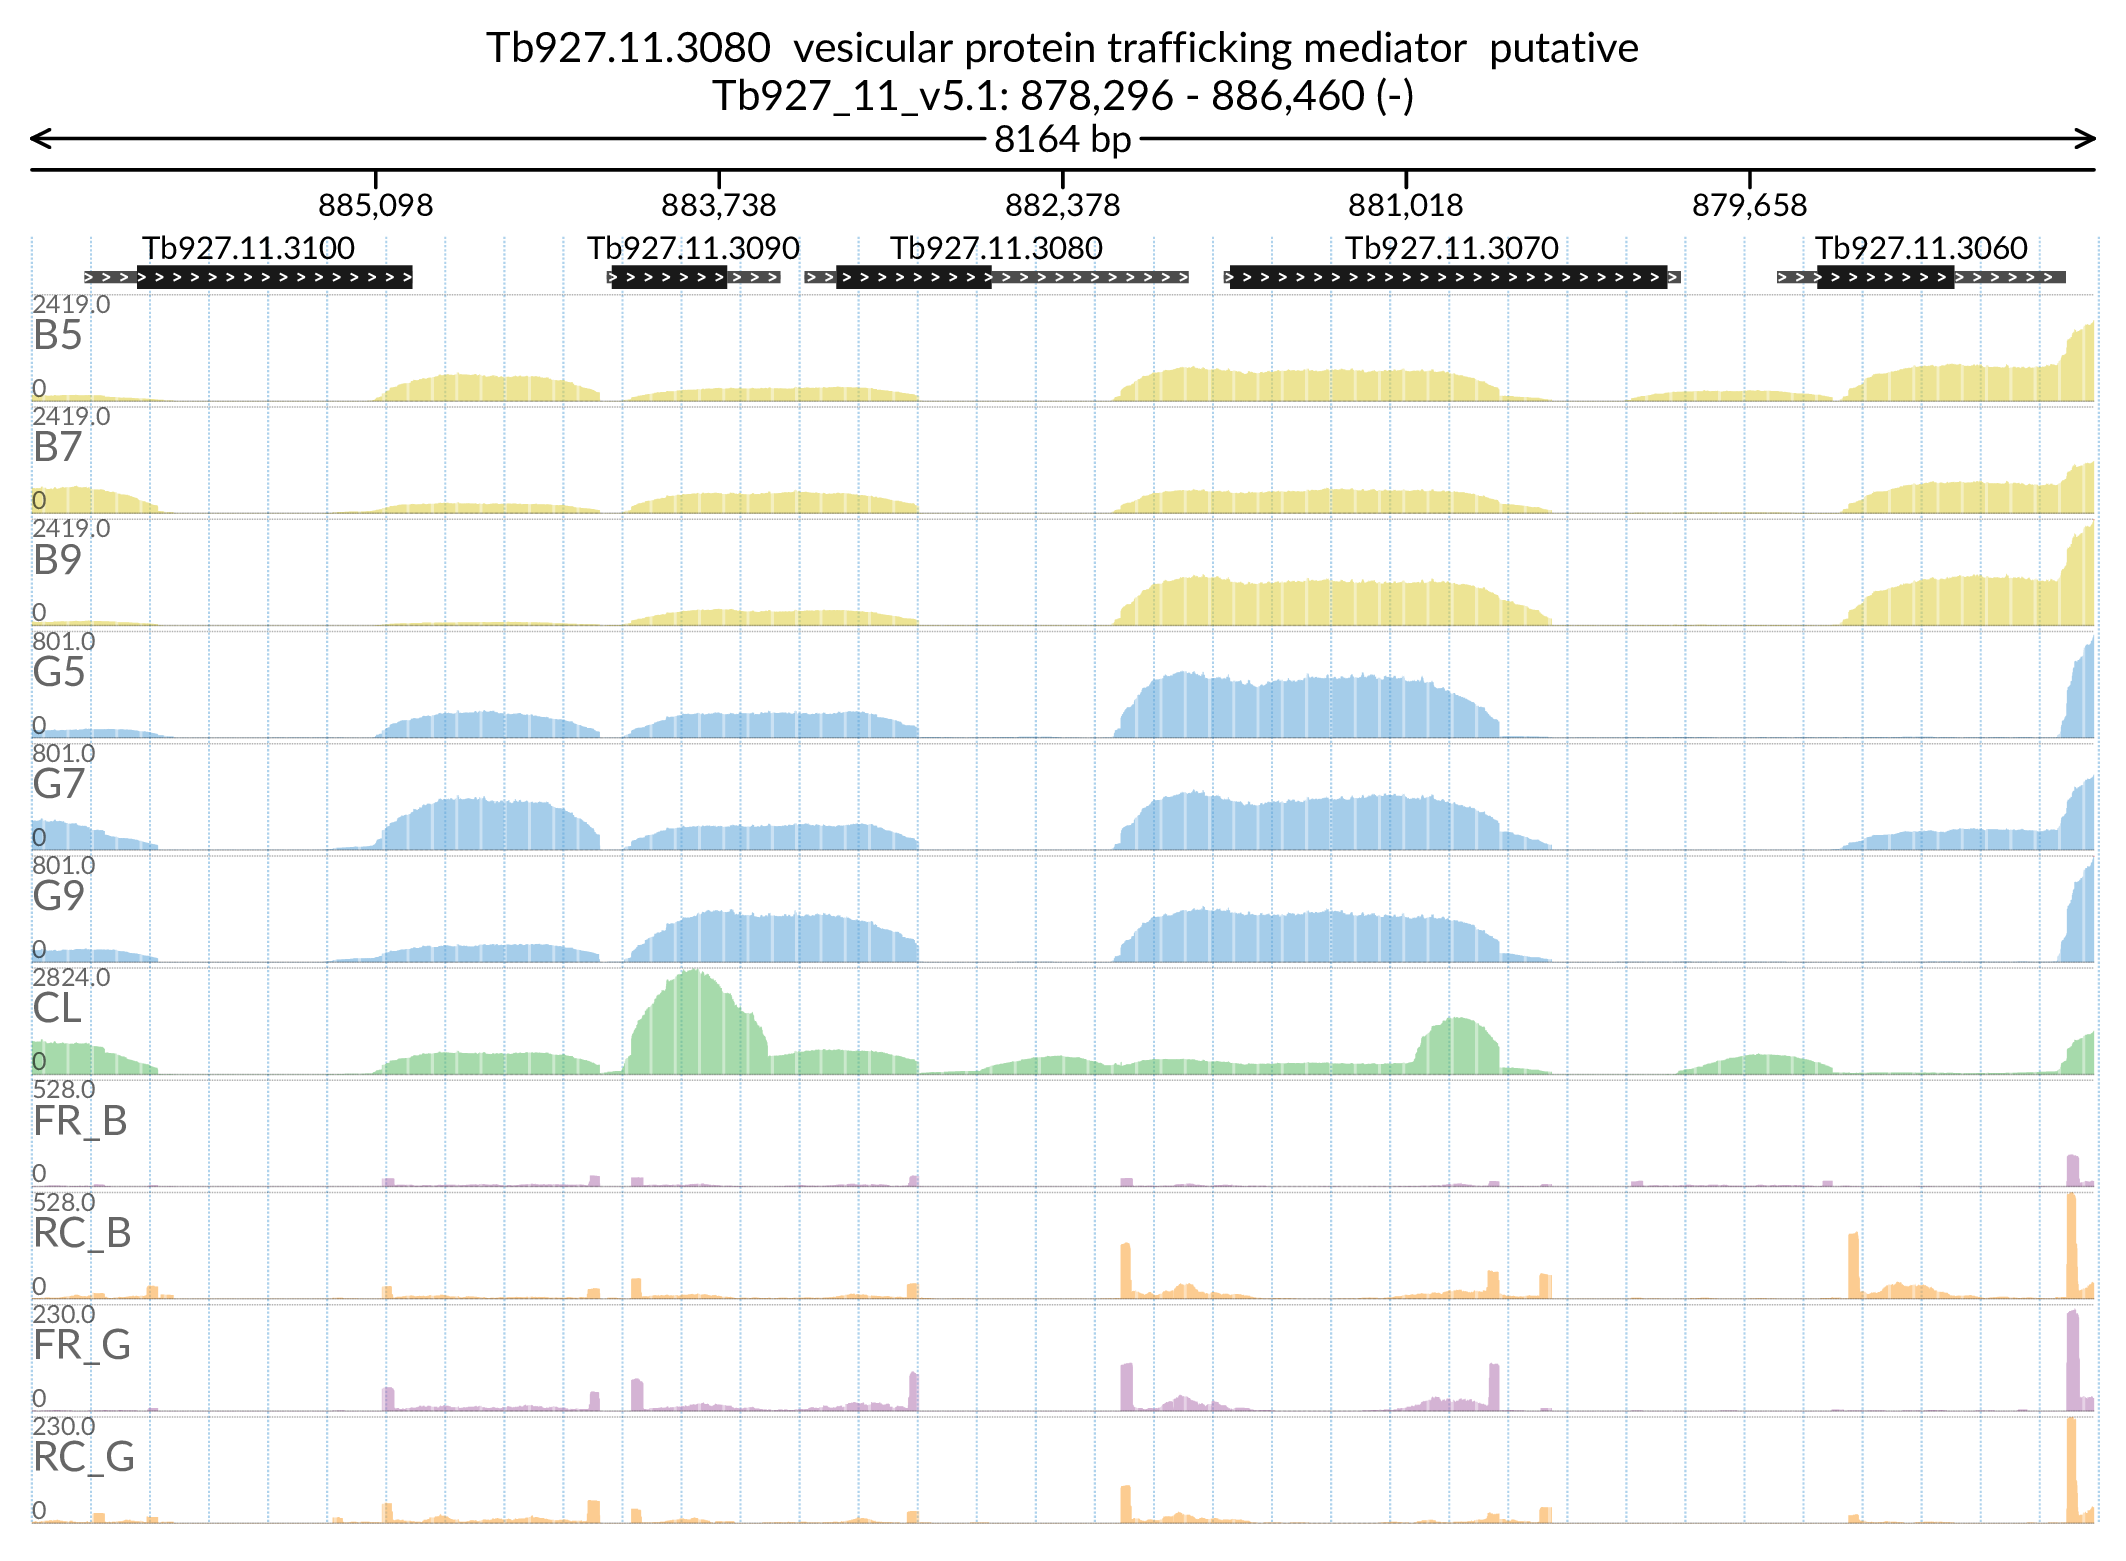 Tb927.11.3080  vesicular protein trafficking mediator  putative
Tb927_11_v5.1: 878,296 - 886,460 (-)
8164 bp
885,098 883,738 882,378 881,018 879,658
Tb927.11.3100 Tb927.11.3090 Tb927.11.3080 Tb927.11.3070 Tb927.11.3060
2419.0
B5
0
2419.0
B7
0
2419.0
B9
0
801.0
G5
0
801.0
G7
0
801.0
G9
0
2824.0
CL
0
528.0
FR_B
0
528.0
RC_B
0
230.0
FR_G
0
230.0
RC_G
0